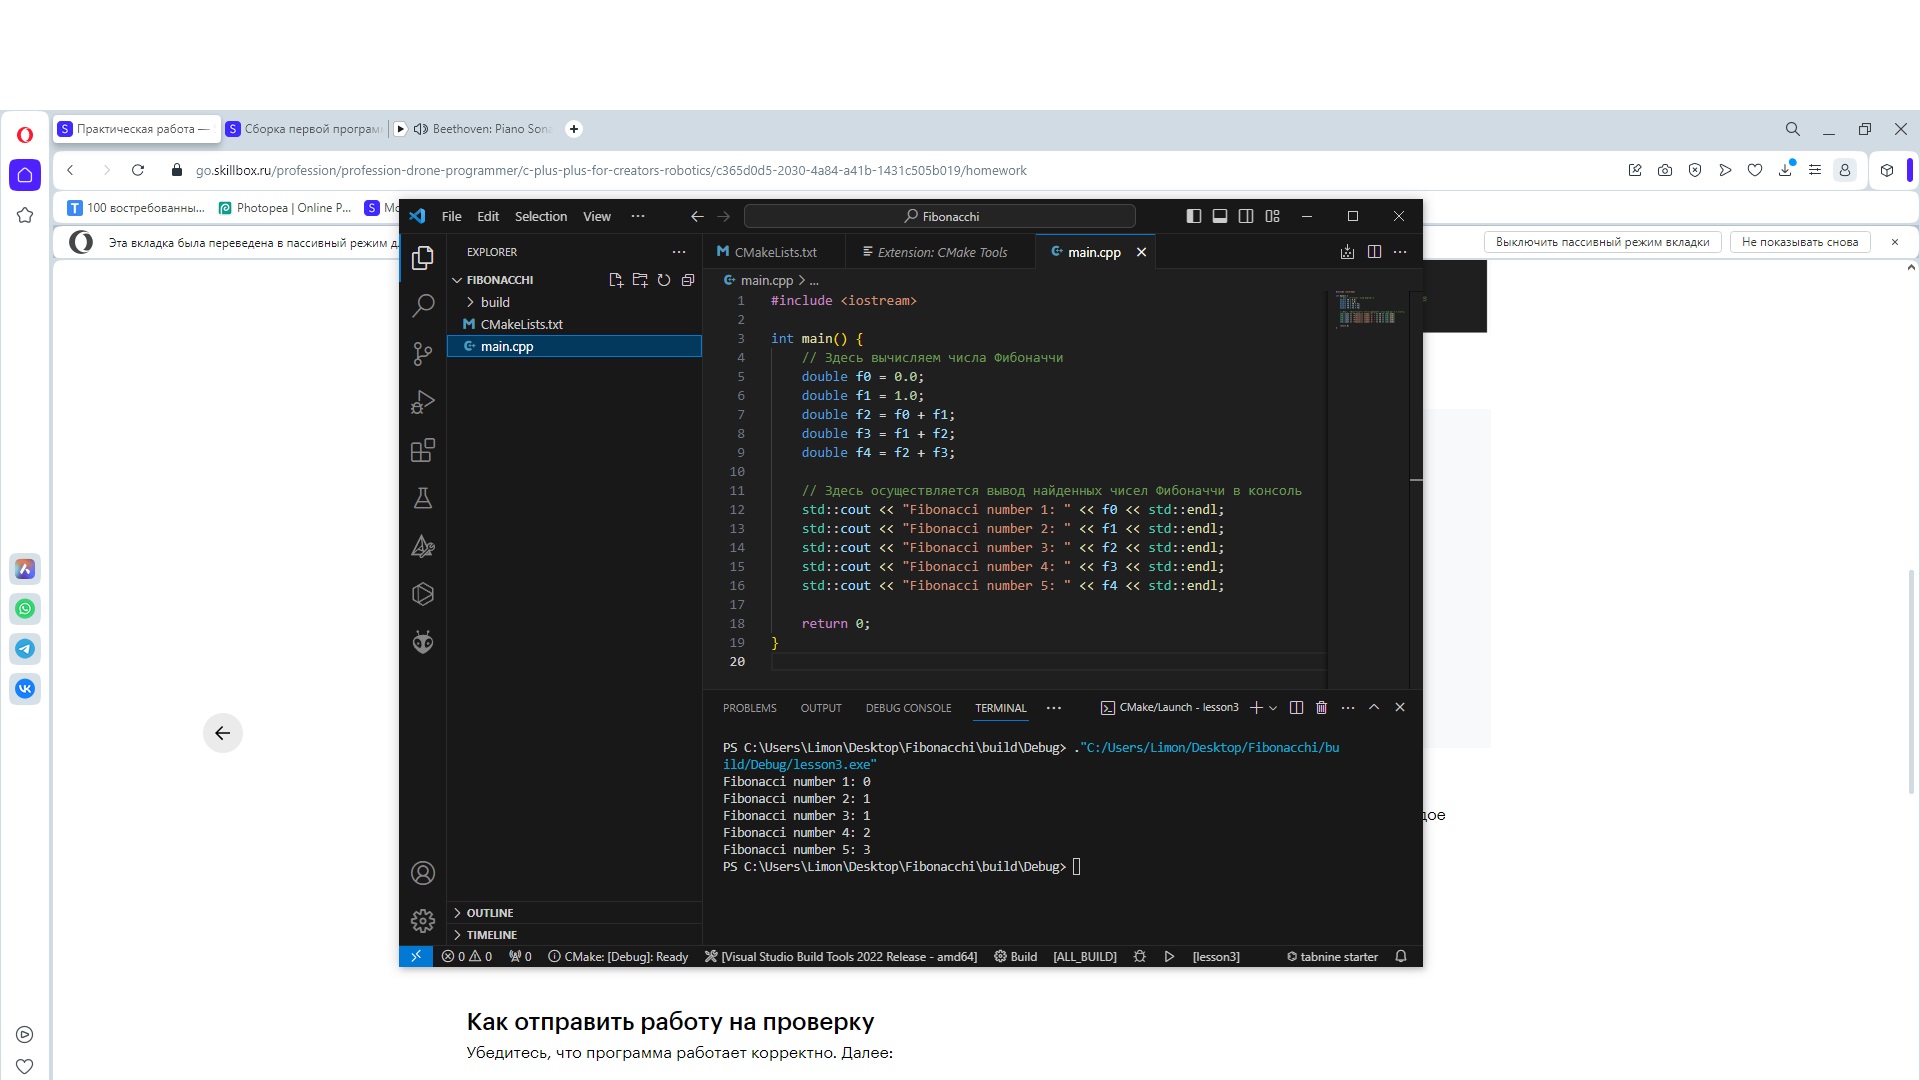 Практическая работа —
Сборка первой програм
Beethoven: Piano Sona
go.skillbox.ru/profession/profession-drone-programmer/c-plus-plus-for-creators-robotics/c365d0d5-2030-4a84-a41b-1431c505b019/homework
100 востребованны...
Photopea | Online P...
Мо
Эта вкладка была переведена в пассивный режим д
Выключить пассивный режим вкладки
Не показывать снова
File Edit Selection View ···
Fibonacchi
EXPLORER
CMakeLists.txt
Extension: CMake Tools
main.cpp
FIBONACCHI
build
CMakeLists.txt
main.cpp
main.cpp > ...
1 #include <iostream>
2
3 int main() {
4 // Здесь вычисляем числа Фибоначчи
5 double f0 = 0.0;
6 double f1 = 1.0;
7 double f2 = f0 + f1;
8 double f3 = f1 + f2;
9 double f4 = f2 + f3;
10
11 // Здесь осуществляется вывод найденных чисел Фибоначчи в консоль
12 std::cout << "Fibonacci number 1: " << f0 << std::endl;
13 std::cout << "Fibonacci number 2: " << f1 << std::endl;
14 std::cout << "Fibonacci number 3: " << f2 << std::endl;
15 std::cout << "Fibonacci number 4: " << f3 << std::endl;
16 std::cout << "Fibonacci number 5: " << f4 << std::endl;
17
18 return 0;
19 }
20
PROBLEMS OUTPUT DEBUG CONSOLE TERMINAL ···
CMake/Launch - lesson3
PS C:\Users\Limon\Desktop\Fibonacchi\build\Debug> ."C:/Users/Limon/Desktop/Fibonacchi/bu
ild/Debug/lesson3.exe"
Fibonacci number 1: 0
Fibonacci number 2: 1
Fibonacci number 3: 1
Fibonacci number 4: 2
Fibonacci number 5: 3
PS C:\Users\Limon\Desktop\Fibonacchi\build\Debug>
дое
OUTLINE
TIMELINE
0 0 0 CMake: [Debug]: Ready [Visual Studio Build Tools 2022 Release - amd64] Build [ALL_BUILD] [lesson3] tabnine starter
Как отправить работу на проверку
Убедитесь, что программа работает корректно. Далее: